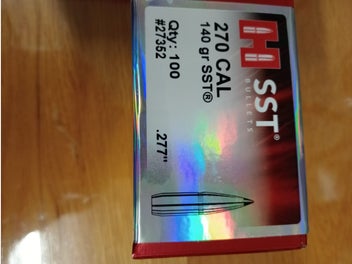 H SST®
BULLETS
270 CAL
140 gr SST®
Qty: 100
#27352
.277"